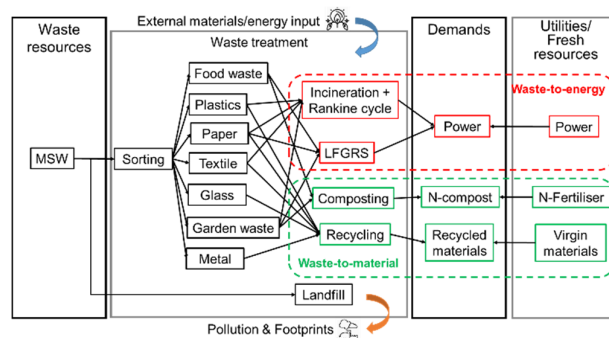 External materials/energy input
Waste
resources
Waste treatment
Demands
Utilities/
Fresh
resources
Food waste
Plastics
Paper
Textile
Glass
Garden waste
Metal
MSW
Sorting
Incineration +
Rankine cycle
LFGRS
Composting
Recycling
Landfill
Waste-to-energy
Power
Power
N-compost
N-Fertiliser
Recycled
materials
Virgin
materials
Waste-to-material
Pollution & Footprints